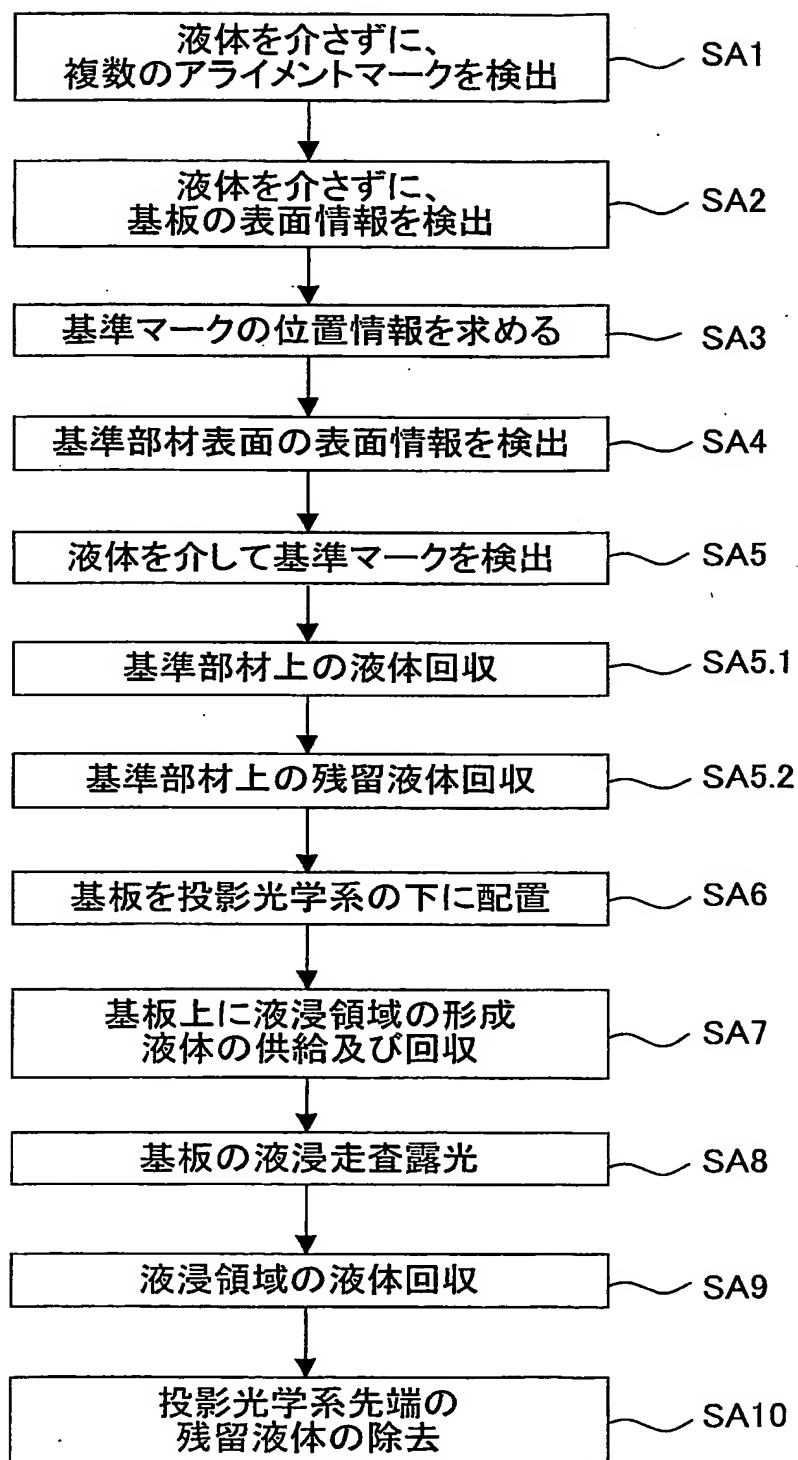 液体を介さずに、
複数のアライメントマークを検出
SA1
液体を介さずに、
基板の表面情報を検出
SA2
基準マークの位置情報を求める
SA3
基準部材表面の表面情報を検出
SA4
液体を介して基準マークを検出
SA5
基準部材上の液体回収
SA5.1
基準部材上の残留液体回収
SA5.2
基板を投影光学系の下に配置
SA6
基板上に液浸領域の形成
液体の供給及び回収
SA7
基板の液浸走査露光
SA8
液浸領域の液体回収
SA9
投影光学系先端の
残留液体の除去
SA10